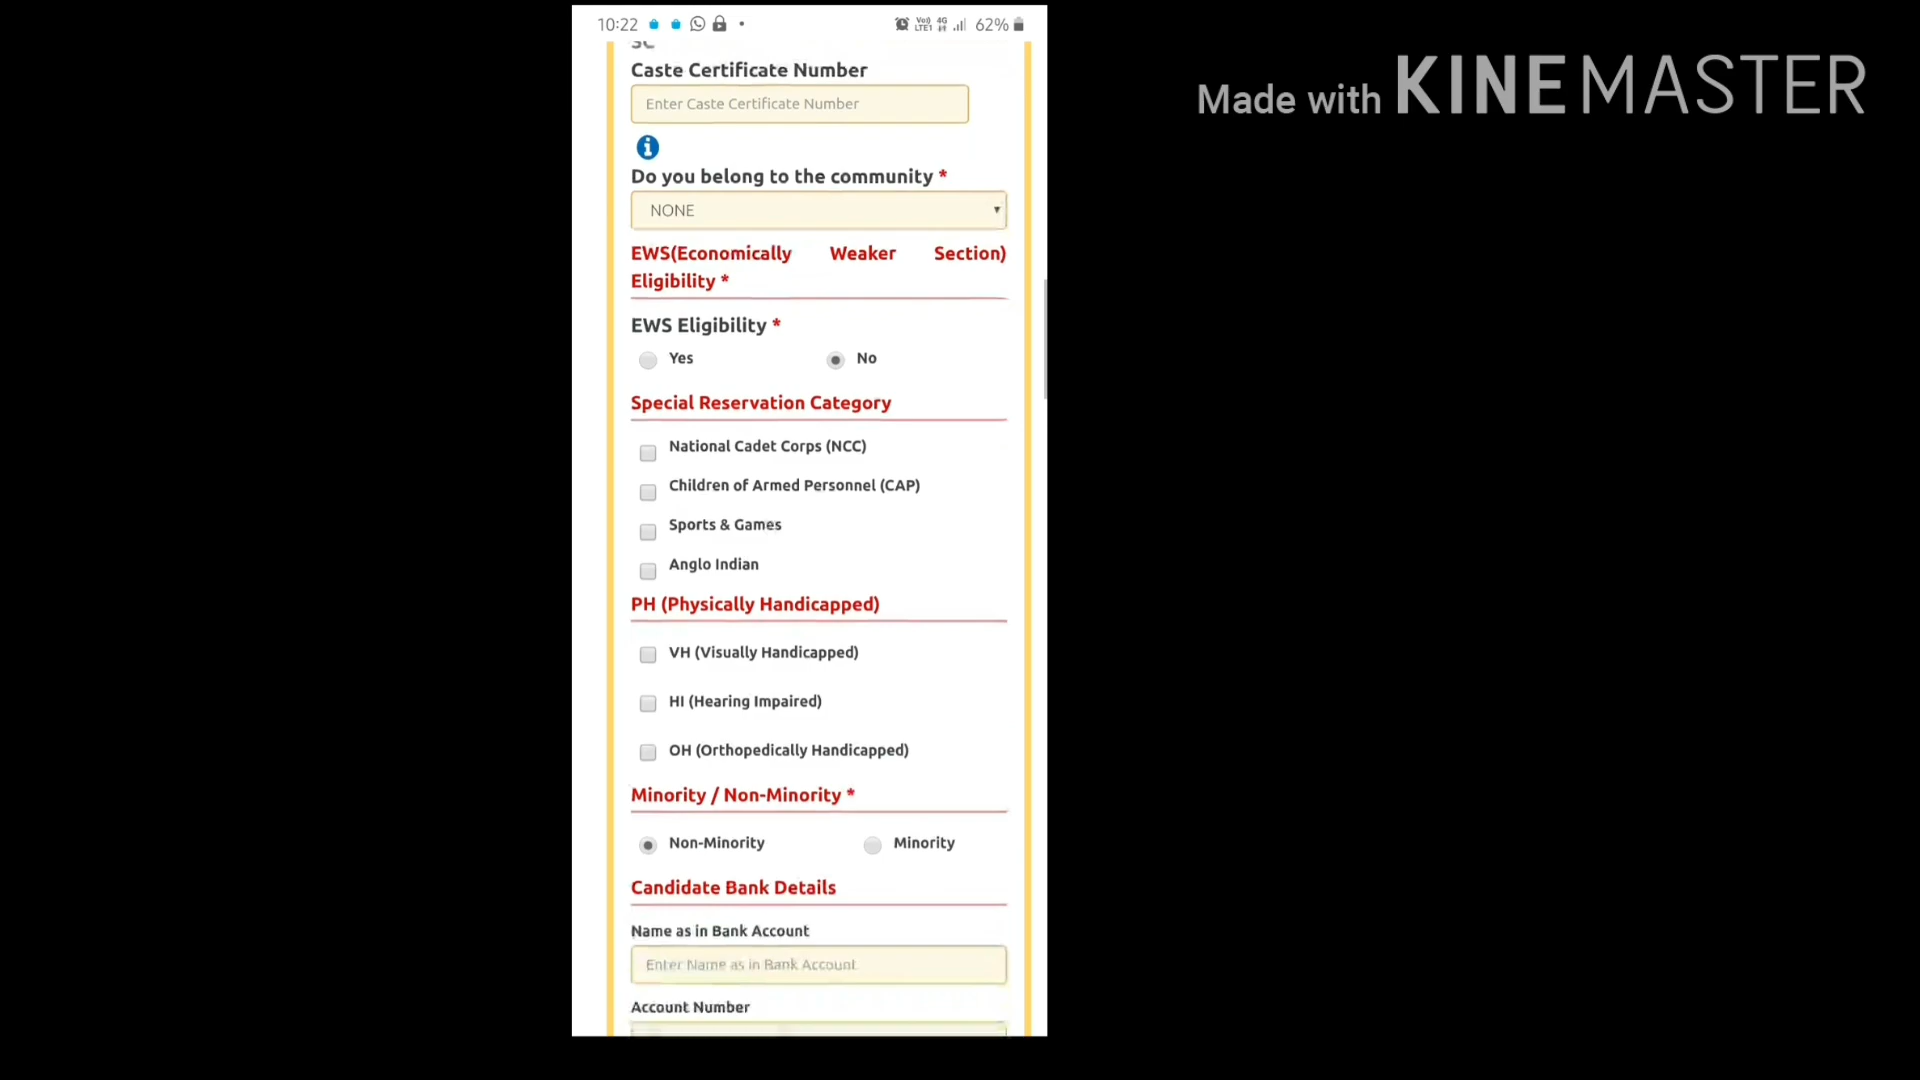 10:22
Vo)) 4G
LTE1
62%
SC
Made with KINEMASTER
Caste Certificate Number
Enter Caste Certificate Number
Do you belong to the community *
NONE
EWS(Economically Weaker Section)
Eligibility *
EWS Eligibility *
Yes No
Special Reservation Category
National Cadet Corps (NCC)
Children of Armed Personnel (CAP)
Sports & Games
Anglo Indian
PH (Physically Handicapped)
VH (Visually Handicapped)
HI (Hearing Impaired)
OH (Orthopedically Handicapped)
Minority / Non-Minority *
Non-Minority Minority
Candidate Bank Details
Name as in Bank Account
Enter Name as in Bank Account
Account Number